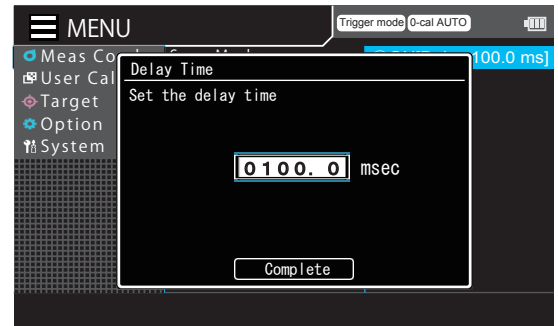 MENU
Trigger mode 0-cal AUTO
Meas Co
100.0 ms]
User Cal
Target
Option
System
Delay Time
Set the delay time
0100.0 msec
Complete